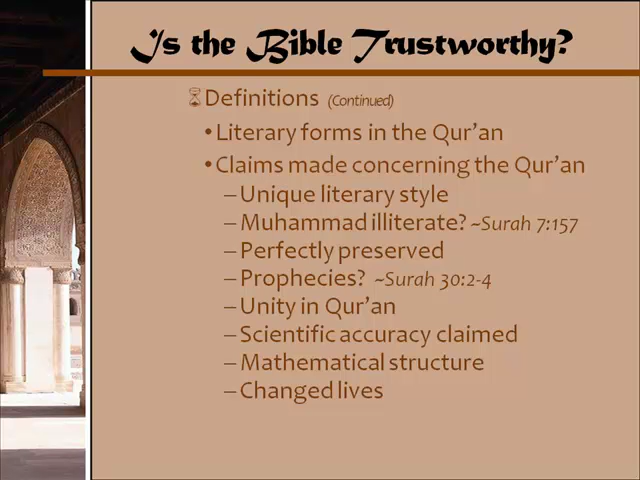 Is the Bible Trustworthy?
Definitions (Continued)
•Literary forms in the Qur’an
•Claims made concerning the Qur’an
–Unique literary style
–Muhammad illiterate? ~Surah 7:157
–Perfectly preserved
–Prophecies? ~Surah 30:2-4
–Unity in Qur’an
–Scientific accuracy claimed
–Mathematical structure
–Changed lives